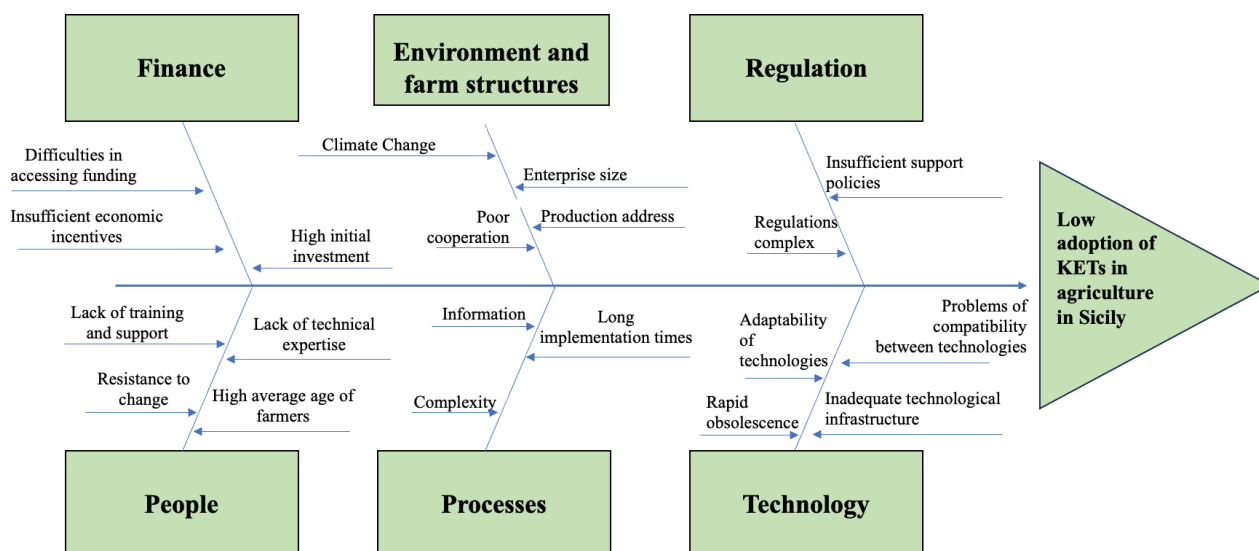 Finance
Environment and
farm structures
Regulation
Difficulties in
accessing funding
Insufficient economic
incentives
High initial
investment
Climate Change
Enterprise size
Poor
cooperation
Production address
Insufficient support
policies
Regulations
complex
Low
adoption of
KETs in
agriculture
in Sicily
Lack of training
and support
Lack of technical
expertise
Resistance to
change
High average age of
farmers
Information
Long
implementation times
Complexity
Adaptability
of
technologies
Problems of
compatibility
between technologies
Rapid
obsolescence
Inadequate technological
infrastructure
People
Processes
Technology